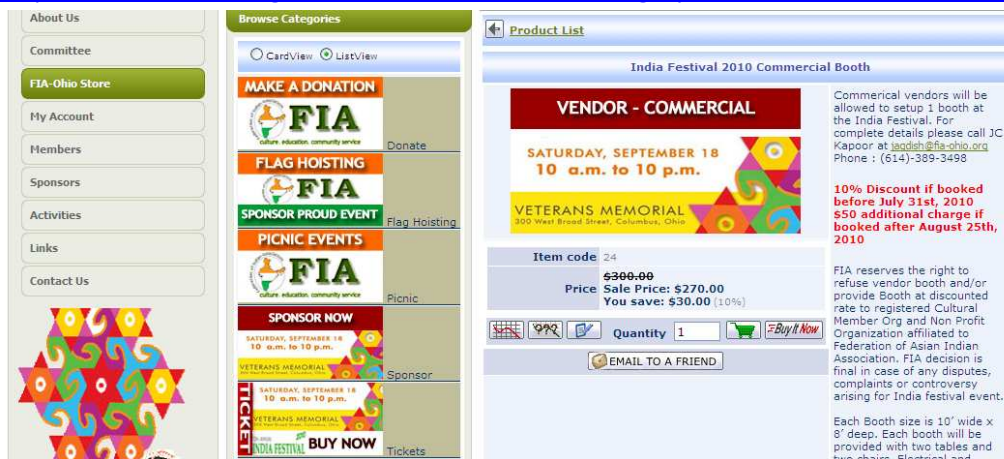 About Us
Committee
FIA-Ohio Store
My Account
Members
Sponsors
Activities
Links
Contact Us
Browse Categories
CardView ListView
MAKE A DONATION
FIA
culture. education. community service
Donate
FLAG HOISTING
FIA
SPONSOR PROUD EVENT
Flag Hoisting
PICNIC EVENTS
FIA
culture. education. community service
Picnic
SPONSOR NOW
SATURDAY, SEPTEMBER 18
10 a.m. to 10 p.m.
VETERANS MEMORIAL
300 West Broad Street, Columbus, Ohio
Sponsor
TICKET
SATURDAY, SEPTEMBER 18
10 a.m. to 10 p.m.
VETERANS MEMORIAL
INDIA FESTIVAL BUY NOW
Tickets
Product List
India Festival 2010 Commercial Booth
VENDOR - COMMERCIAL
SATURDAY, SEPTEMBER 18
10 a.m. to 10 p.m.
VETERANS MEMORIAL
300 West Broad Street, Columbus, Ohio
Item code 24
$300.00
Price Sale Price: $270.00
You save: $30.00 (10%)
??? Quantity 1 Buy It Now
EMAIL TO A FRIEND
Commerical vendors will be
allowed to setup 1 booth at
the India Festival. For
complete details please call JC
Kapoor at jagdish@fia-ohio.org
Phone : (614)-389-3498
10% Discount if booked
before July 31st, 2010
$50 additional charge if
booked after August 25th,
2010
FIA reserves the right to
refuse vendor booth and/or
provide Booth at discounted
rate to registered Cultural
Member Org and Non Profit
Organization affiliated to
Federation of Asian Indian
Association. FIA decision is
final in case of any disputes,
complaints or controversy
arising for India festival event.
Each Booth size is 10' wide x
8' deep. Each booth will be
provided with two tables and
two chairs. Electrical and